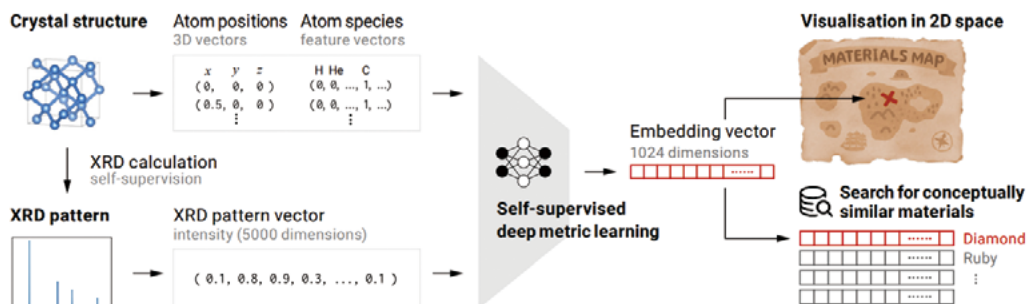 Crystal structure
Atom positions
3D vectors
Atom species
feature vectors
x y z
(0, 0, 0)
(0.5, 0, 0)
⋮
H He C
(0, 0, ..., 1, ...)
(0, 0, ..., 1, ...)
⋮
XRD calculation
self-supervision
XRD pattern
XRD pattern vector
intensity (5000 dimensions)
( 0.1, 0.8, 0.9, 0.3, ..., 0.1 )
Self-supervised
deep metric learning
Embedding vector
1024 dimensions
......
Visualisation in 2D space
MATERIALS MAP
Search for conceptually
similar materials
...... Diamond
...... Ruby
...... ⋮
......